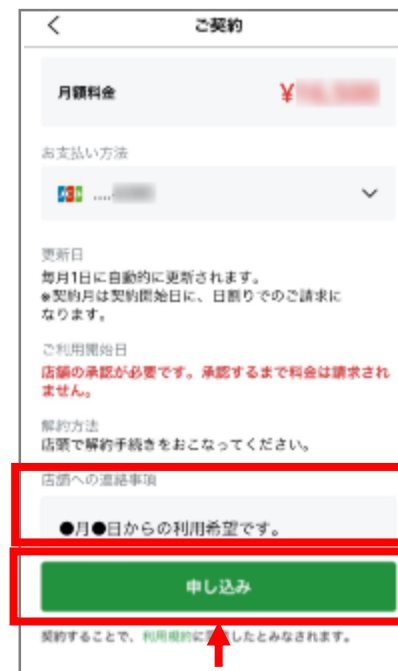 ご契約
月額料金
¥
お支払い方法
JCB ....
更新日
毎月1日に自動的に更新されます。
※契約月は契約開始日に、日割りでのご請求に
なります。
ご利用開始日
店舗の承認が必要です。承認するまで料金は請求され
ません。
解約方法
店頭で解約手続きをおこなってください。
店舗への連絡事項
●月●日からの利用希望です。
申し込み
契約することで、利用規約に したとみなされます。